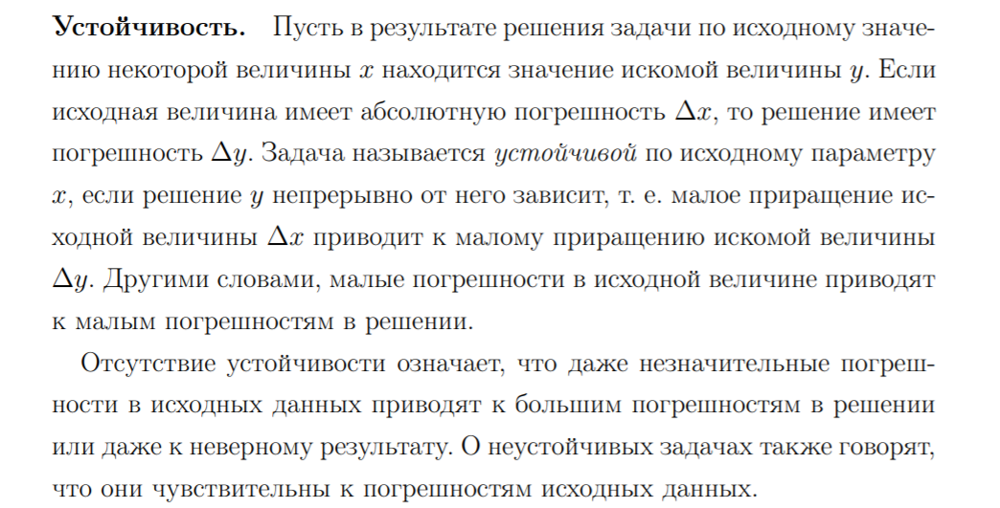 Устойчивость. Пусть в результате решения задачи по исходному значе-
нию некоторой величины x находится значение искомой величины y. Если
исходная величина имеет абсолютную погрешность Δx, то решение имеет
погрешность Δy. Задача называется устойчивой по исходному параметру
x, если решение y непрерывно от него зависит, т. е. малое приращение ис-
ходной величины Δx приводит к малому приращению искомой величины
Δy. Другими словами, малые погрешности в исходной величине приводят
к малым погрешностям в решении.
Отсутствие устойчивости означает, что даже незначительные погреш-
ности в исходных данных приводят к большим погрешностям в решении
или даже к неверному результату. О неустойчивых задачах также говорят,
что они чувствительны к погрешностям исходных данных.